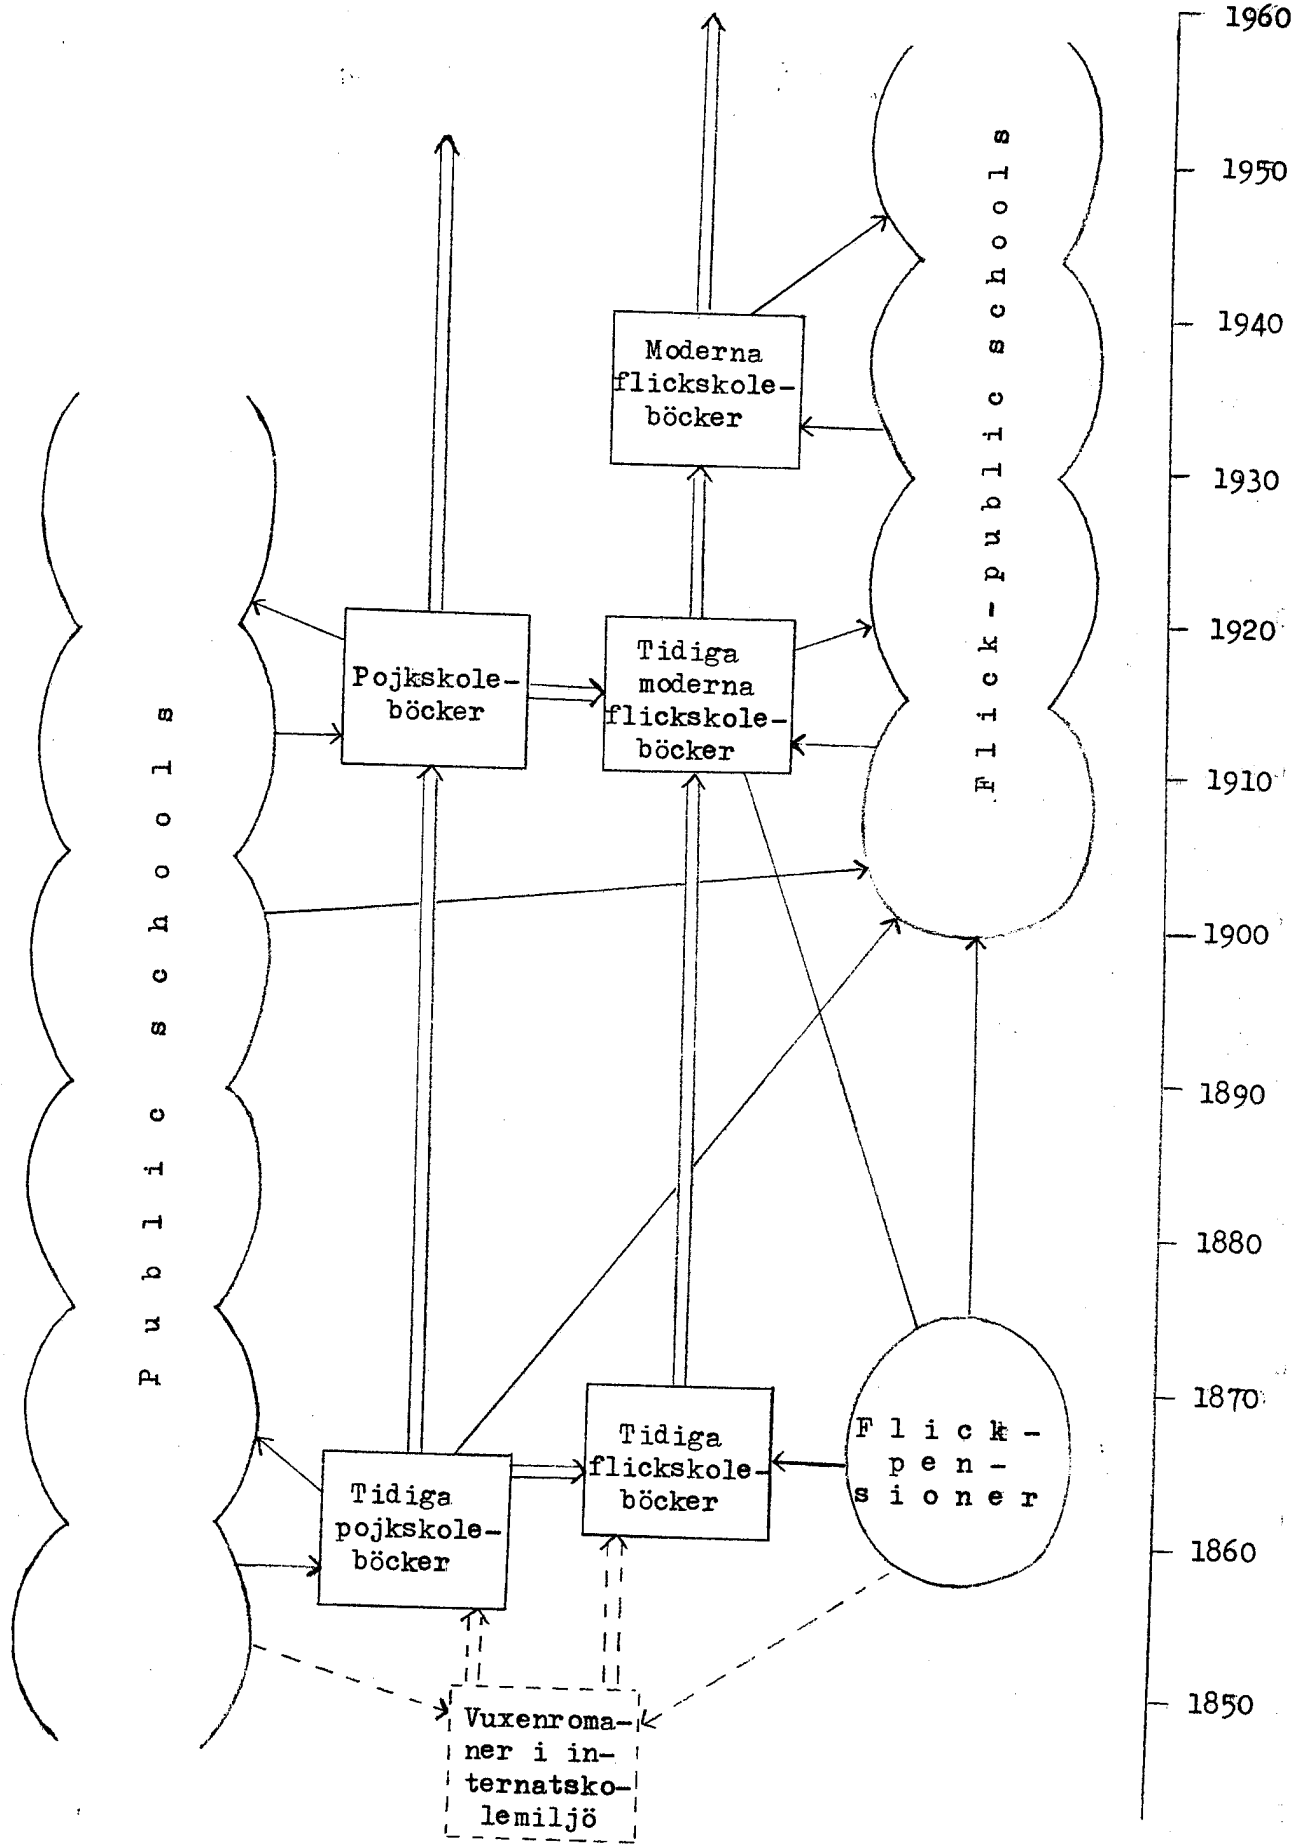 1960
1950
1940
1930
1920
1910
1900
1890
1880
1870
1860
1850
Flick-public schools
Moderna
flickskole-
böcker
Public schools
Pojkskole-
böcker
Tidiga
moderna
flickskole-
böcker
Tidiga
pojkskole-
böcker
Tidiga
flickskole-
böcker
Flick-
pen-
sioner
Vuxenroma-
ner i in-
ternatsko-
lemiljö